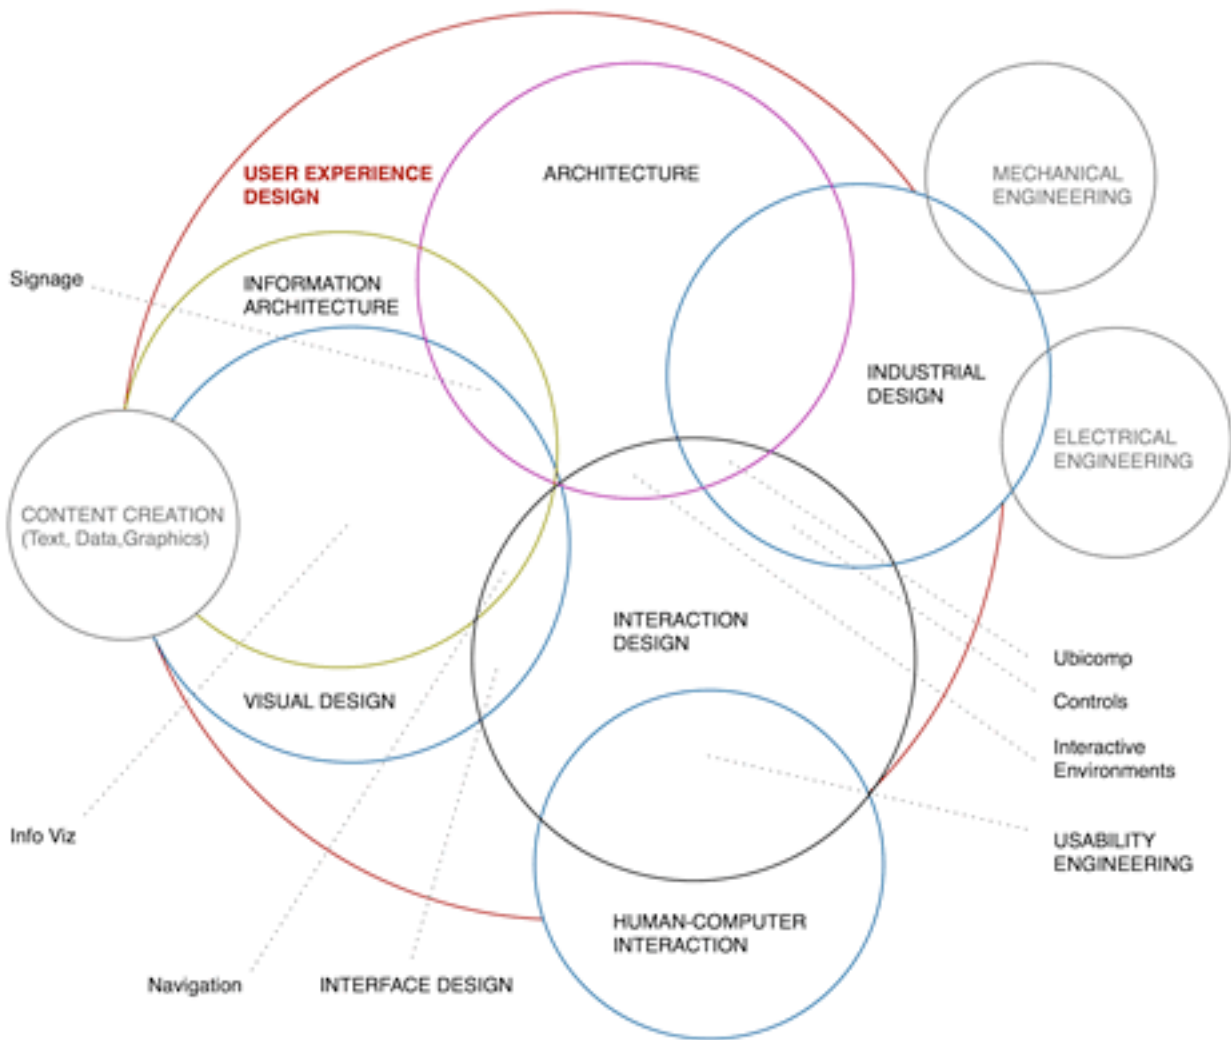 USER EXPERIENCE
DESIGN
ARCHITECTURE
MECHANICAL
ENGINEERING
Signage
INFORMATION
ARCHITECTURE
INDUSTRIAL
DESIGN
ELECTRICAL
ENGINEERING
CONTENT CREATION
(Text, Data,Graphics)
INTERACTION
DESIGN
VISUAL DESIGN
Ubicomp
Controls
Interactive
Environments
Info Viz
USABILITY
ENGINEERING
HUMAN-COMPUTER
INTERACTION
Navigation
INTERFACE DESIGN